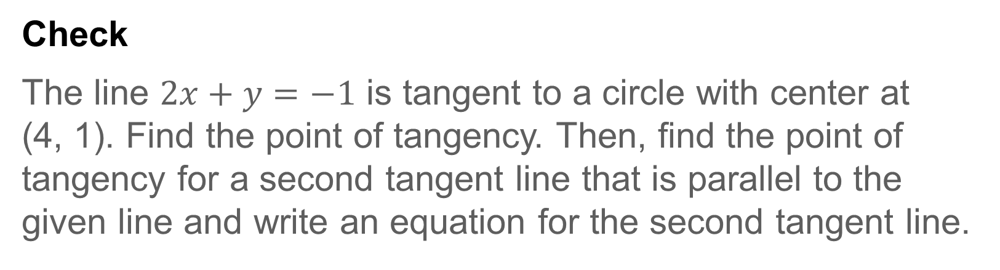 Check
The line 2x + y = −1 is tangent to a circle with center at
(4, 1). Find the point of tangency. Then, find the point of
tangency for a second tangent line that is parallel to the
given line and write an equation for the second tangent line.